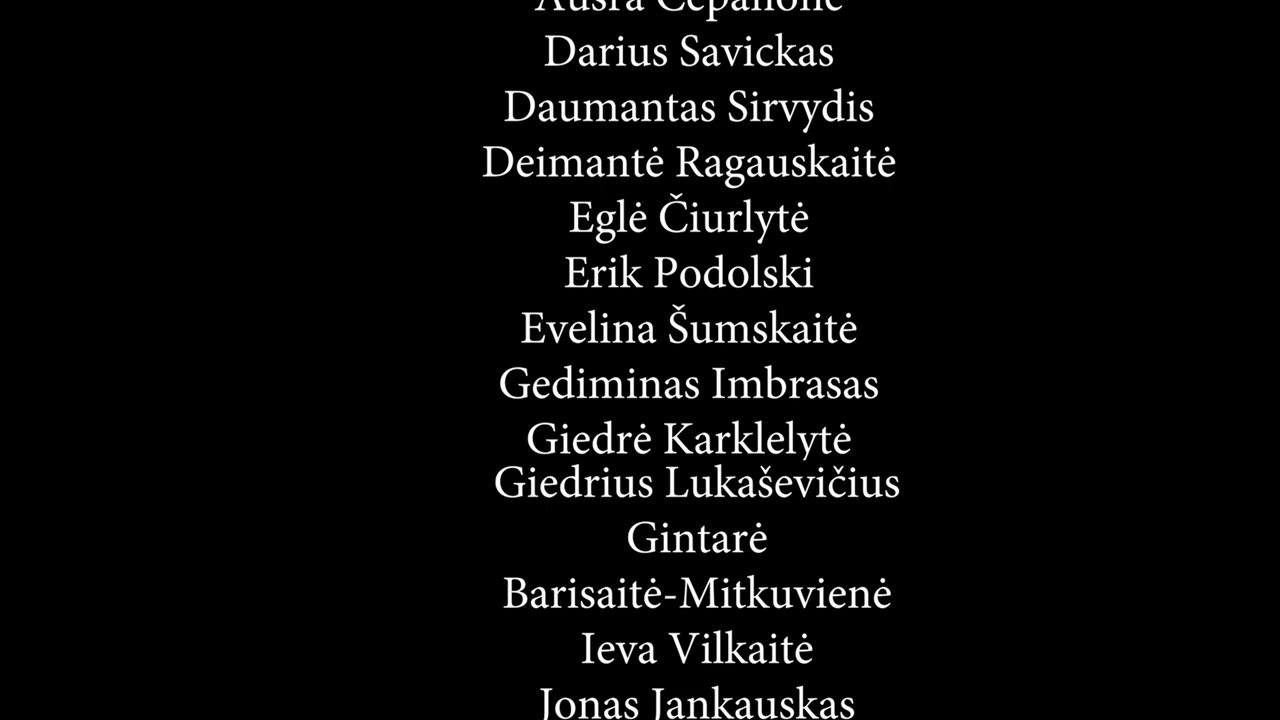 Darius Savickas
Daumantas Sirvydis
Deimantė Ragauskaitė
Eglė Čiurlytė
Erik Podolski
Evelina Šumskaitė
Gediminas Imbrasas
Giedrė Karklelytė
Giedrius Lukaševičius
Gintarė
Barisaitė-Mitkuvienė
Ieva Vilkaitė
Jonas Jankauskas